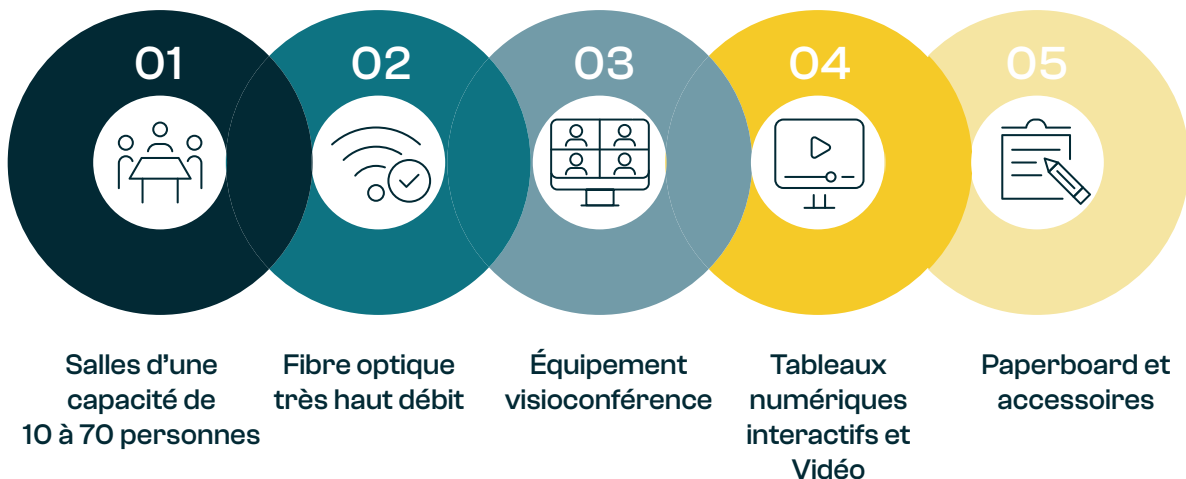 01
02
03
04
05
Salles d’une
capacité de
10 à 70 personnes
Fibre optique
très haut débit
Équipement
visioconférence
Tableaux
numériques
interactifs et
Vidéo
Paperboard et
accessoires